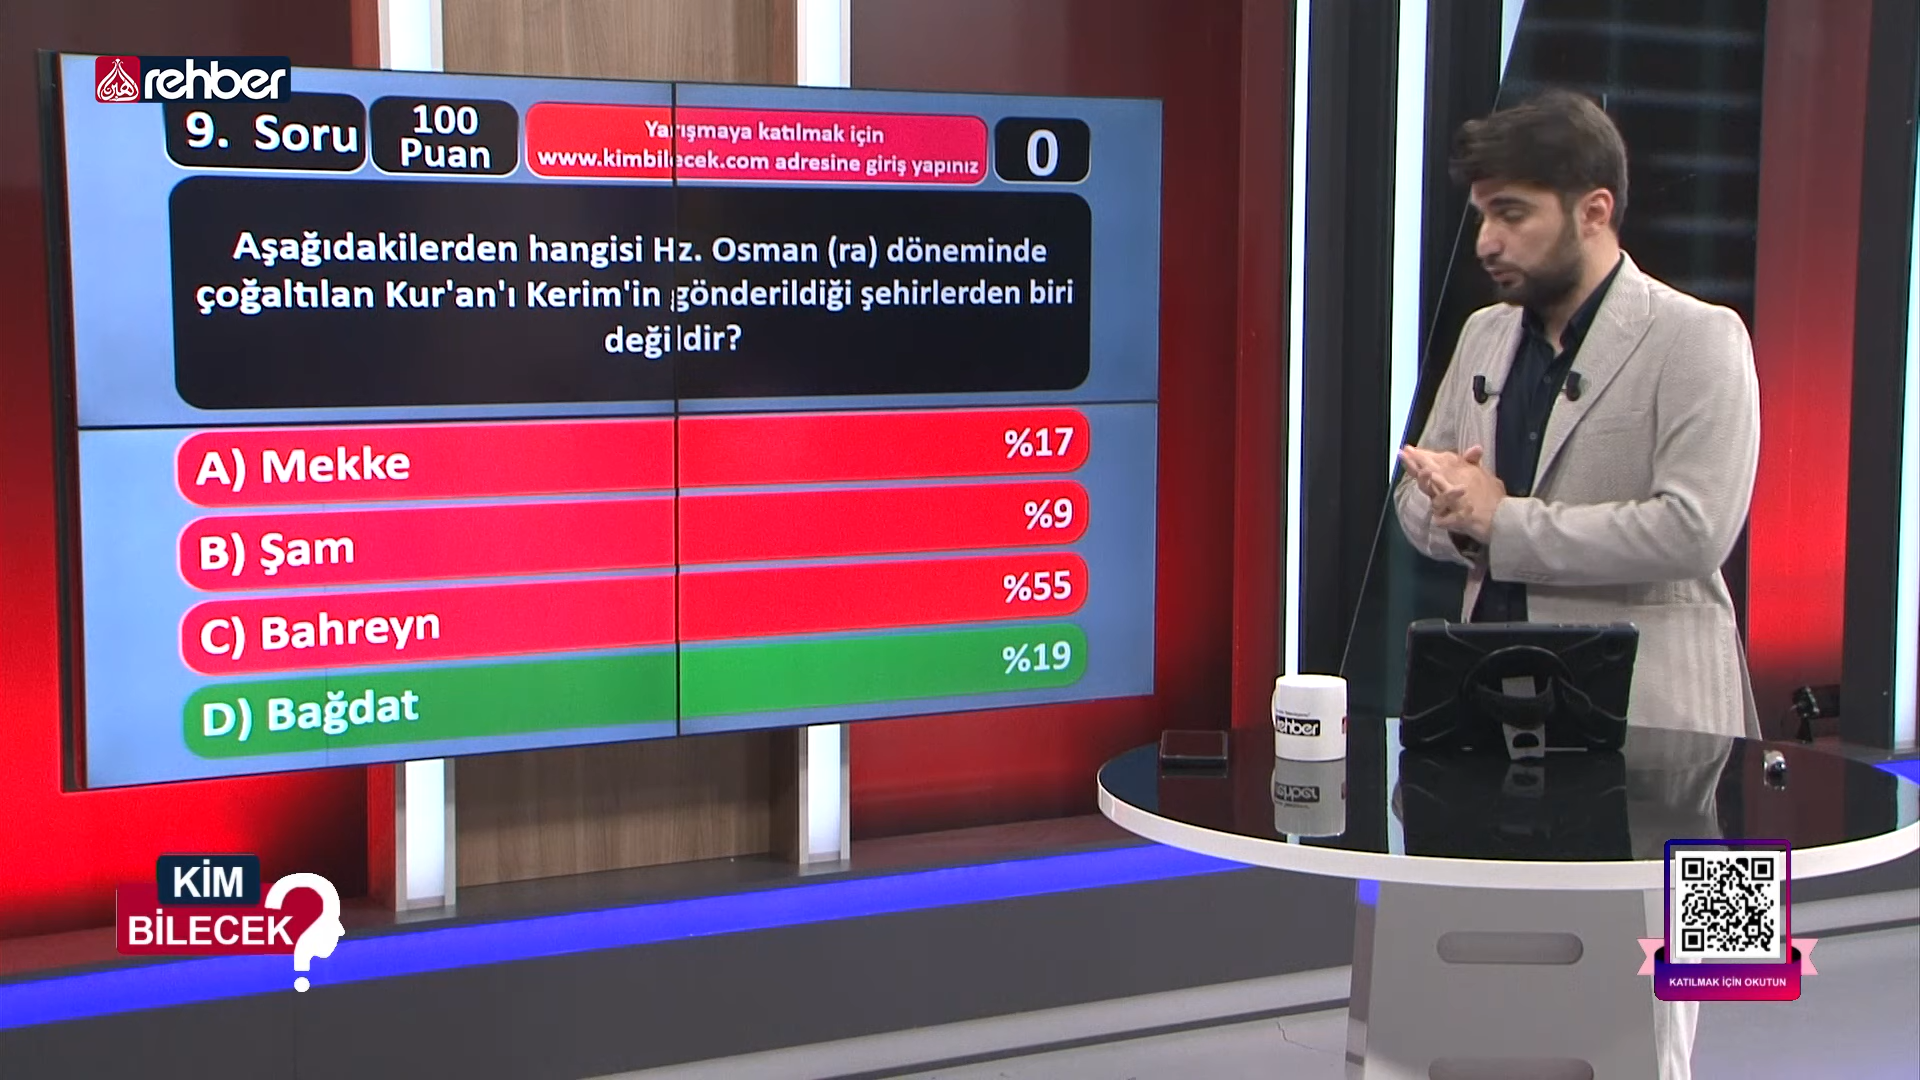 rehber
9. Soru
100
Puan
Yarışmaya katılmak için
www.kimbilecek.com adresine giriş yapınız
0
Aşağıdakilerden hangisi Hz. Osman (ra) döneminde
çoğaltılan Kur'an'ı Kerim'in gönderildiği şehirlerden biri
değildir?
A) Mekke %17
B) Şam %9
C) Bahreyn %55
D) Bağdat %19
rehber
KİM
BİLECEK?
KATILMAK İÇİN OKUTUN